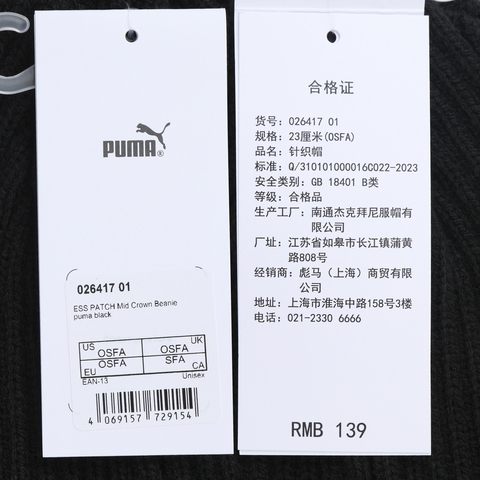 PUMA®
026417 01
ESS PATCH Mid Crown Beanie
puma black
US OSFA OSFA UK
EU OSFA SFA CA
EAN-13 Unisex
4 069157 729154
合格证
货号：026417 01
规格：23厘米(OSFA)
品名：针织帽
标准：Q/310101000016C022-2023
安全类别：GB 18401 B类
等级：合格品
生产工厂：南通杰克拜尼服帽有
限公司
厂址：江苏省如皋市长江镇蒲黄
路808号
经销商：彪马（上海）商贸有限
公司
地址：上海市淮海中路158号3楼
电话：021-2330 6666
RMB 139